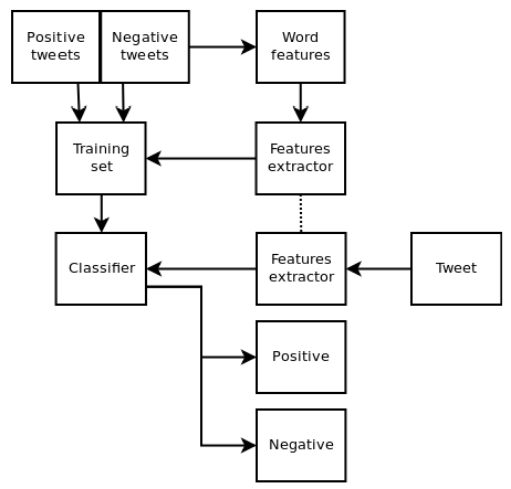 Positive
tweets
Negative
tweets
Word
features
Training
set
Features
extractor
Classifier
Features
extractor
Tweet
Positive
Negative